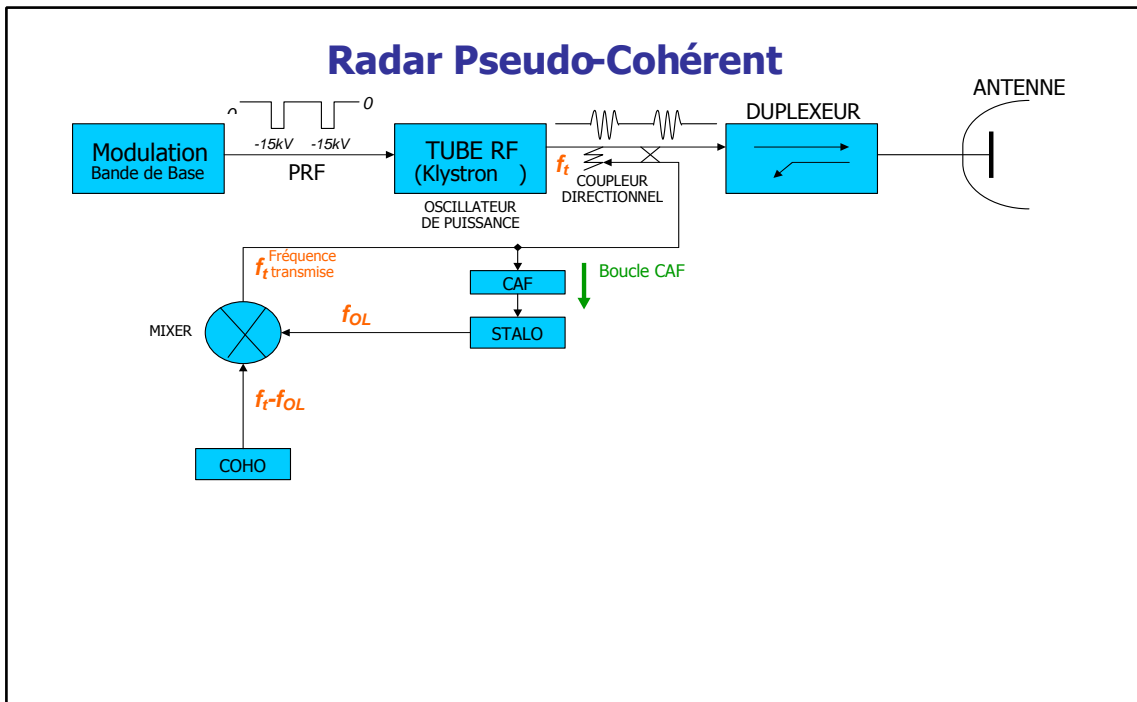 Radar Pseudo-Cohérent
ANTENNE
DUPLEXEUR
0
0
-15kV -15kV
Modulation
Bande de Base
PRF
TUBE RF
(Klystron )
ft
COUPLEUR
DIRECTIONNEL
OSCILLATEUR
DE PUISSANCE
ft Fréquence
transmise
CAF
Boucle CAF
MIXER
fOL
STALO
ft-fOL
COHO